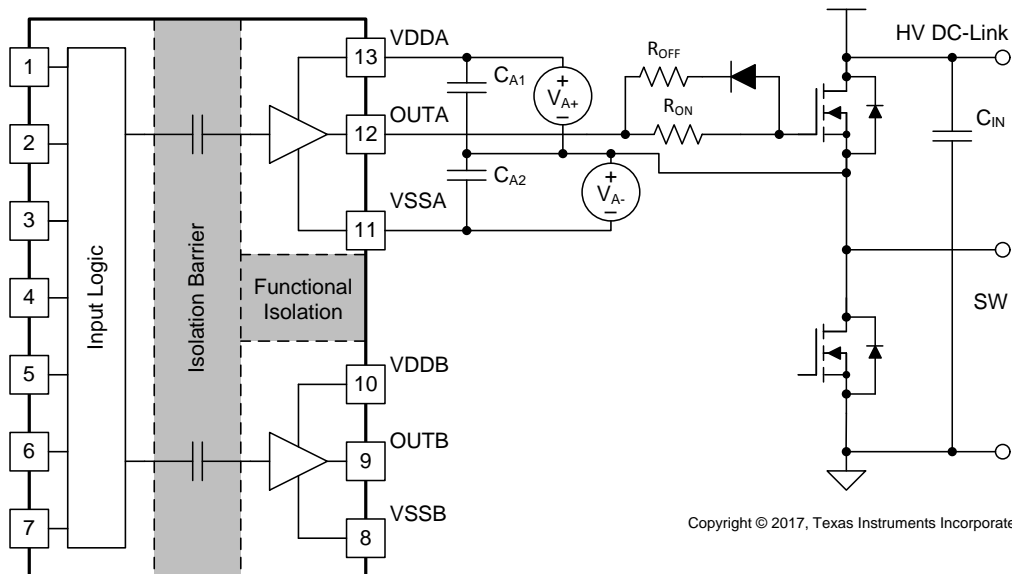 VDDA
HV DC-Link
1
13
ROFF
CA1
+
VA+
−
RON
OUTA
2
12
CIN
CA2
+
VA-
−
VSSA
3
11
Input Logic
Isolation Barrier
Functional
Isolation
4
SW
VDDB
5
10
OUTB
6
9
VSSB
7
8
Copyright © 2017, Texas Instruments Incorporate